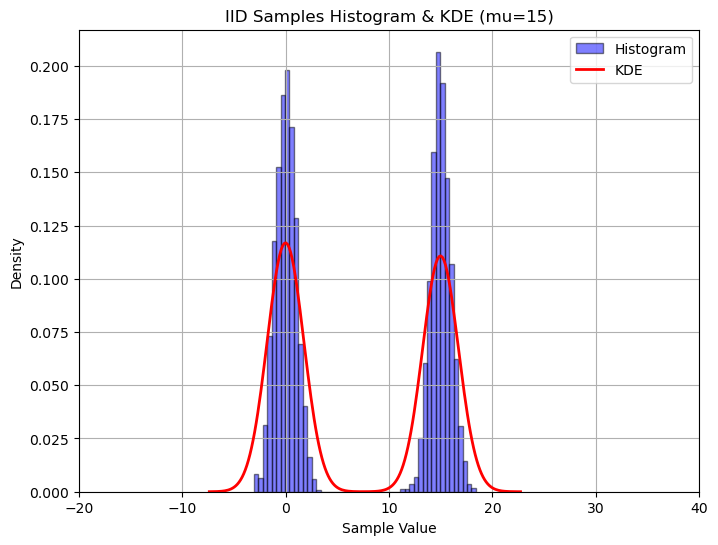 IID Samples Histogram & KDE (mu=15)
Histogram
KDE
Density
0.200
0.175
0.150
0.125
0.100
0.075
0.050
0.025
0.000
−20 −10 0 10 20 30 40
Sample Value